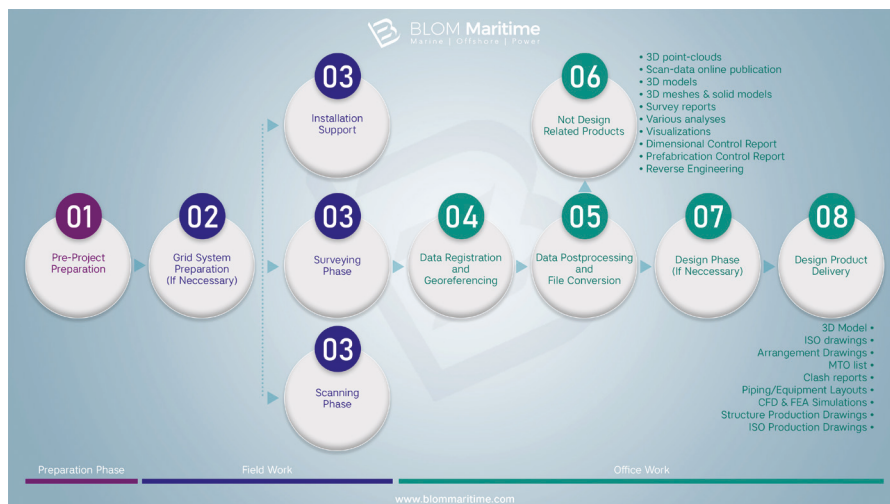 BLOM Maritime
Marine | Offshore | Power
03
Installation
Support
06
Not Design
Related Products
• 3D point-clouds
• Scan-data online publication
• 3D models
• 3D meshes & solid models
• Survey reports
• Various analyses
• Visualizations
• Dimensional Control Report
• Prefabrication Control Report
• Reverse Engineering
01
Pre-Project
Preparation
02
Grid System
Preparation
(If Neccessary)
03
Surveying
Phase
04
Data Registration
and
Georeferencing
05
Data Postprocessing
and
File Conversion
07
Design Phase
(If Neccessary)
08
Design Product
Delivery
03
Scanning
Phase
3D Model •
ISO drawings •
Arrangement Drawings •
MTO list •
Clash reports •
Piping/Equipment Layouts •
CFD & FEA Simulations •
Structure Production Drawings •
ISO Production Drawings •
Preparation Phase
Field Work
Office Work
www.blommaritime.com